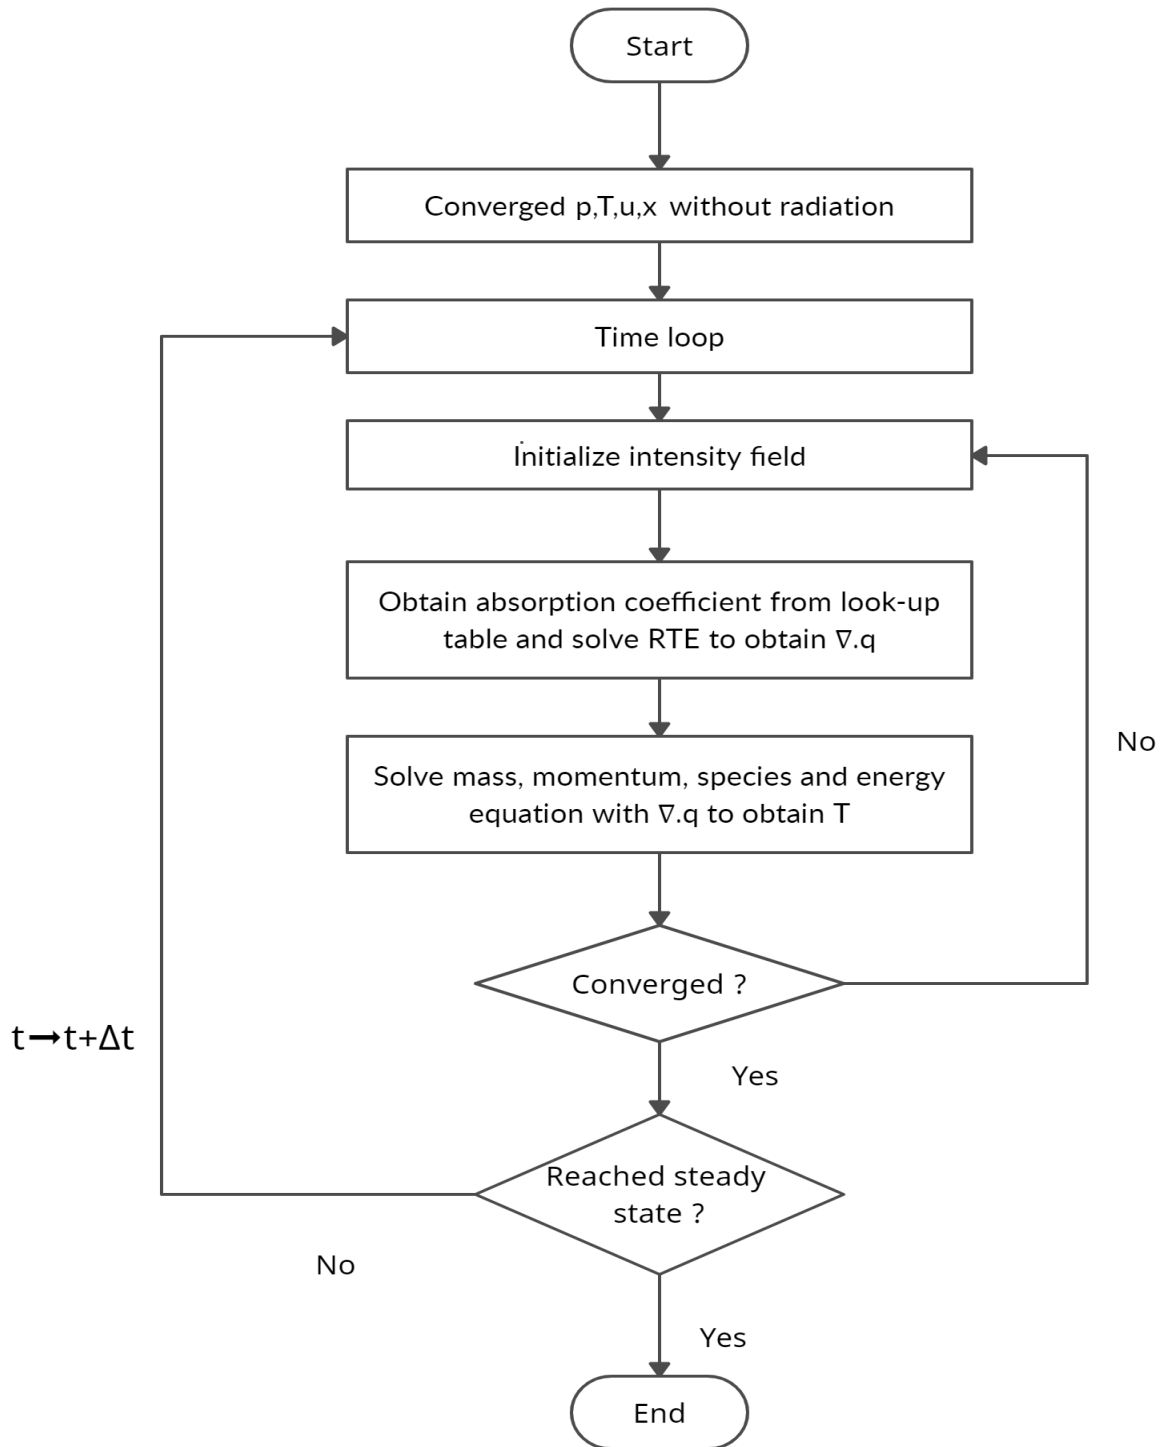 Start
Converged p,T,u,x without radiation
Time loop
Initialize intensity field
Obtain absorption coefficient from look-up
table and solve RTE to obtain ∇.q
No
Solve mass, momentum, species and energy
equation with ∇.q to obtain T
Converged ?
t→t+Δt
Yes
Reached steady
state ?
No
Yes
End